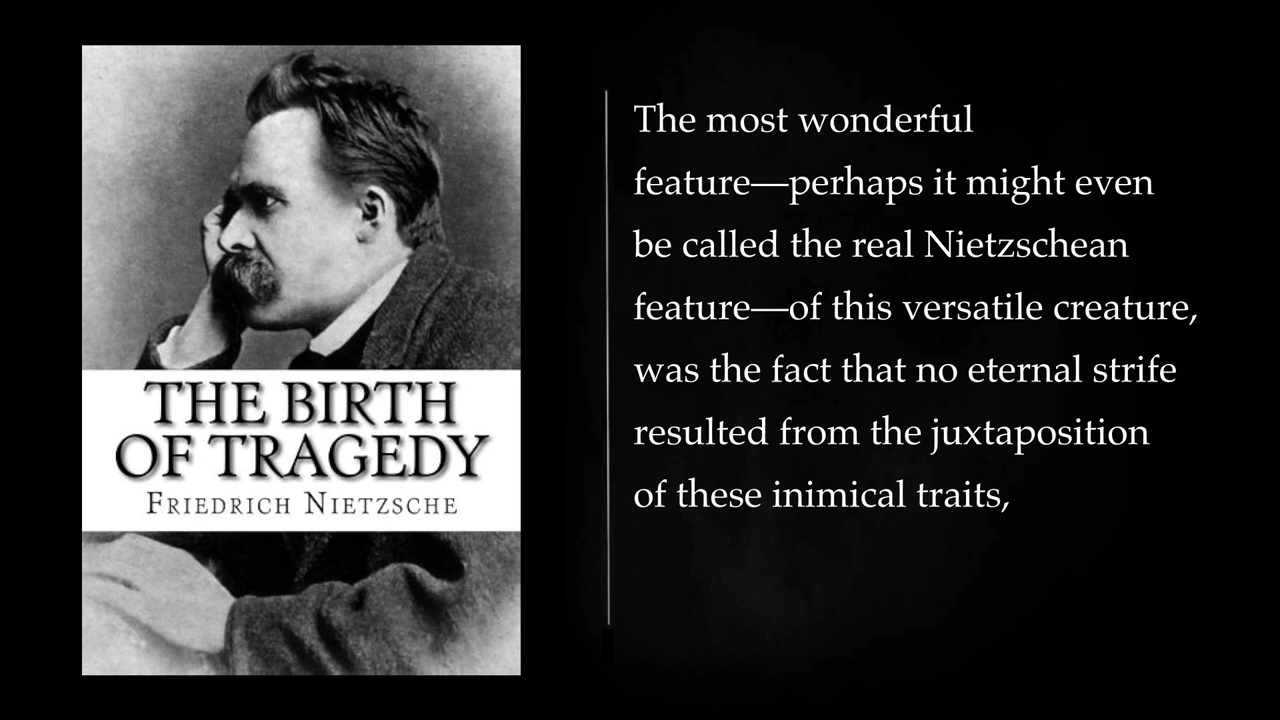 THE BIRTH
OF TRAGEDY
FRIEDRICH NIETZSCHE
The most wonderful
feature—perhaps it might even
be called the real Nietzschean
feature—of this versatile creature,
was the fact that no eternal strife
resulted from the juxtaposition
of these inimical traits,